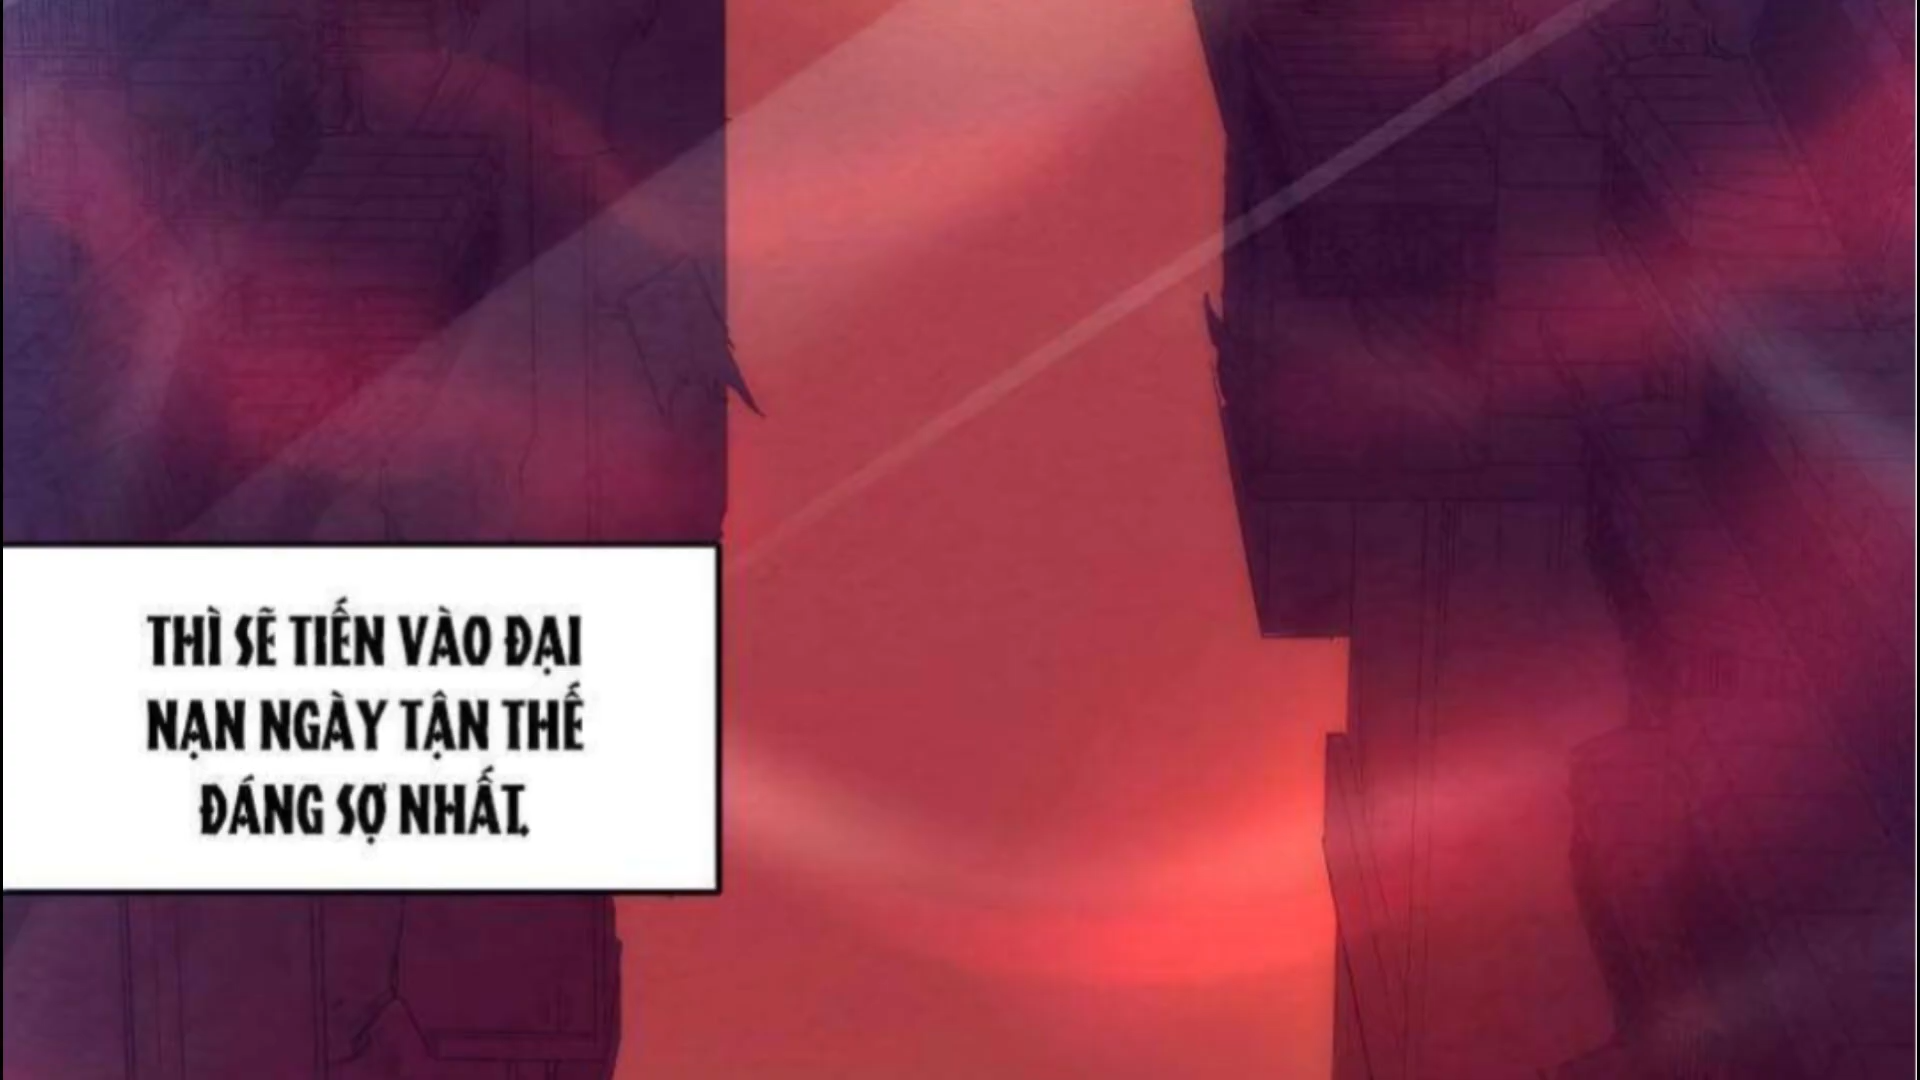 THÌ SẼ TIẾN VÀO ĐẠI
NẠN NGÀY TẬN THẾ
ĐÁNG SỢ NHẤT.